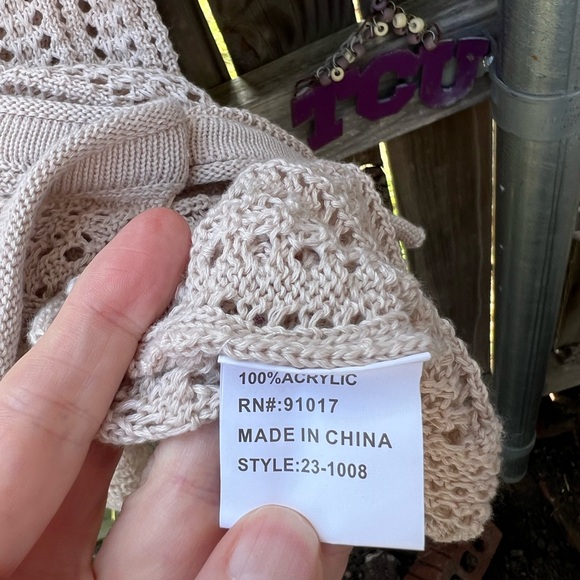 TCU
100%ACRYLIC
RN#:91017
MADE IN CHINA
STYLE:23-1008